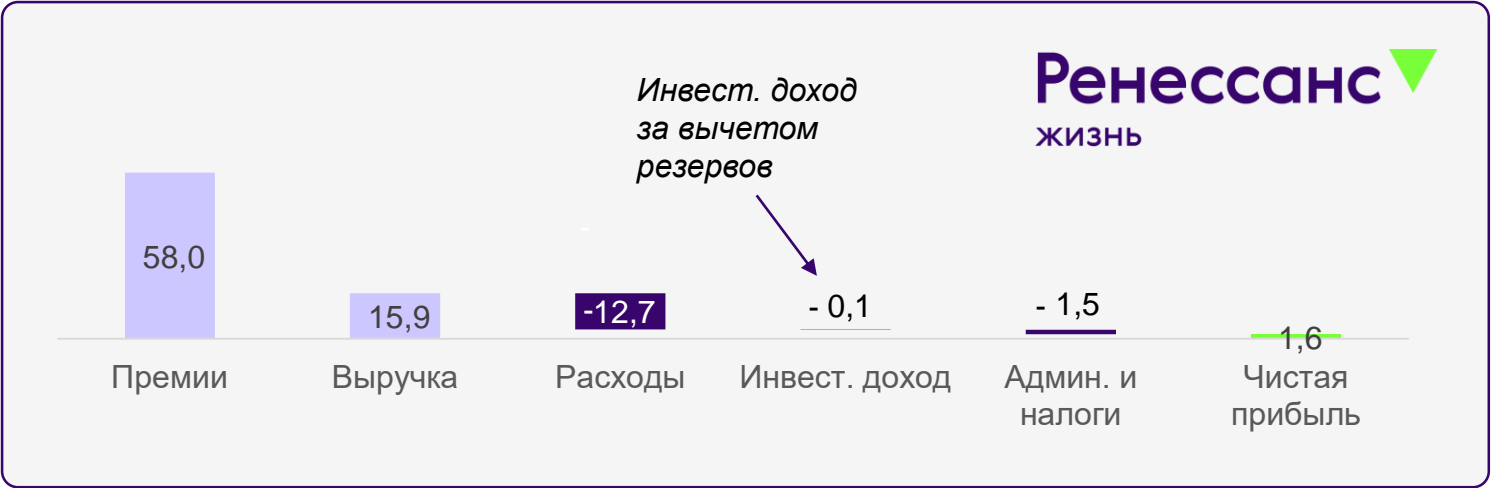 Ренессанс
жизнь
Инвест. доход
за вычетом
резервов
-
58,0
15,9
-12,7
- 0,1
- 1,5
1,6
Премии
Выручка
Расходы
Инвест. доход
Админ. и
налоги
Чистая
прибыль